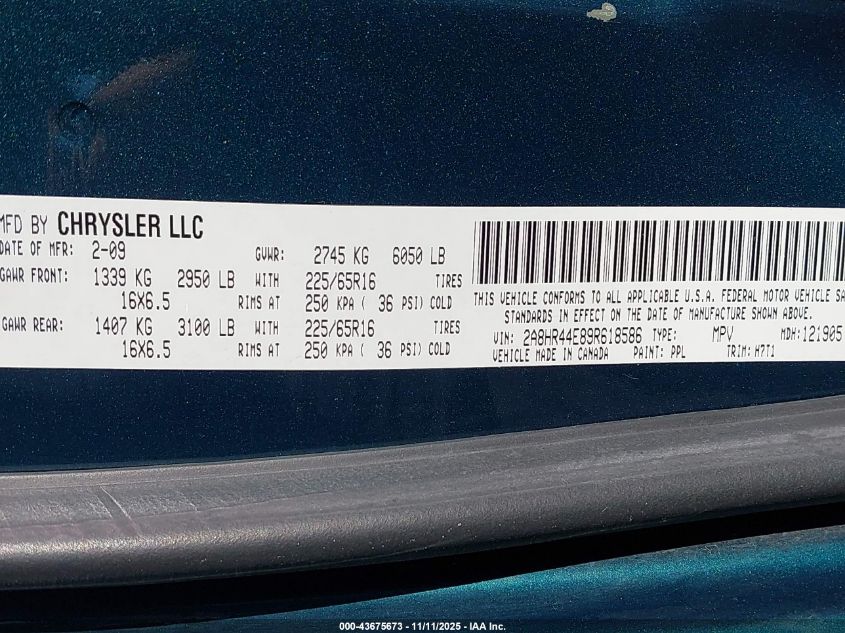 MFD BY CHRYSLER LLC
DATE OF MFR: 2-09 GVWR: 2745 KG 6050 LB
GAWR FRONT: 1339 KG 2950 LB WITH 225/65R16 TIRES
16X6.5 RIMS AT 250 KPA ( 36 PSI) COLD
GAWR REAR: 1407 KG 3100 LB WITH 225/65R16 TIRES
16X6.5 RIMS AT 250 KPA ( 36 PSI) COLD
THIS VEHICLE CONFORMS TO ALL APPLICABLE U.S.A. FEDERAL MOTOR VEHICLE SA
STANDARDS IN EFFECT ON THE DATE OF MANUFACTURE SHOWN ABOVE.
VIN: 2A8HR44E89R618586 TYPE: MPV MDH:121905
VEHICLE MADE IN CANADA PAINT: PPL TRIM: H7T1
000-43675673 - 11/11/2025 - IAA Inc.